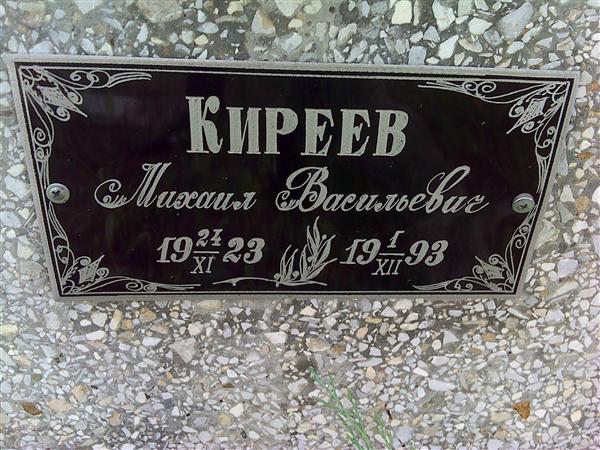 Киреев
Михаил Васильевич
19 24/XI 23 19 1/XII 93